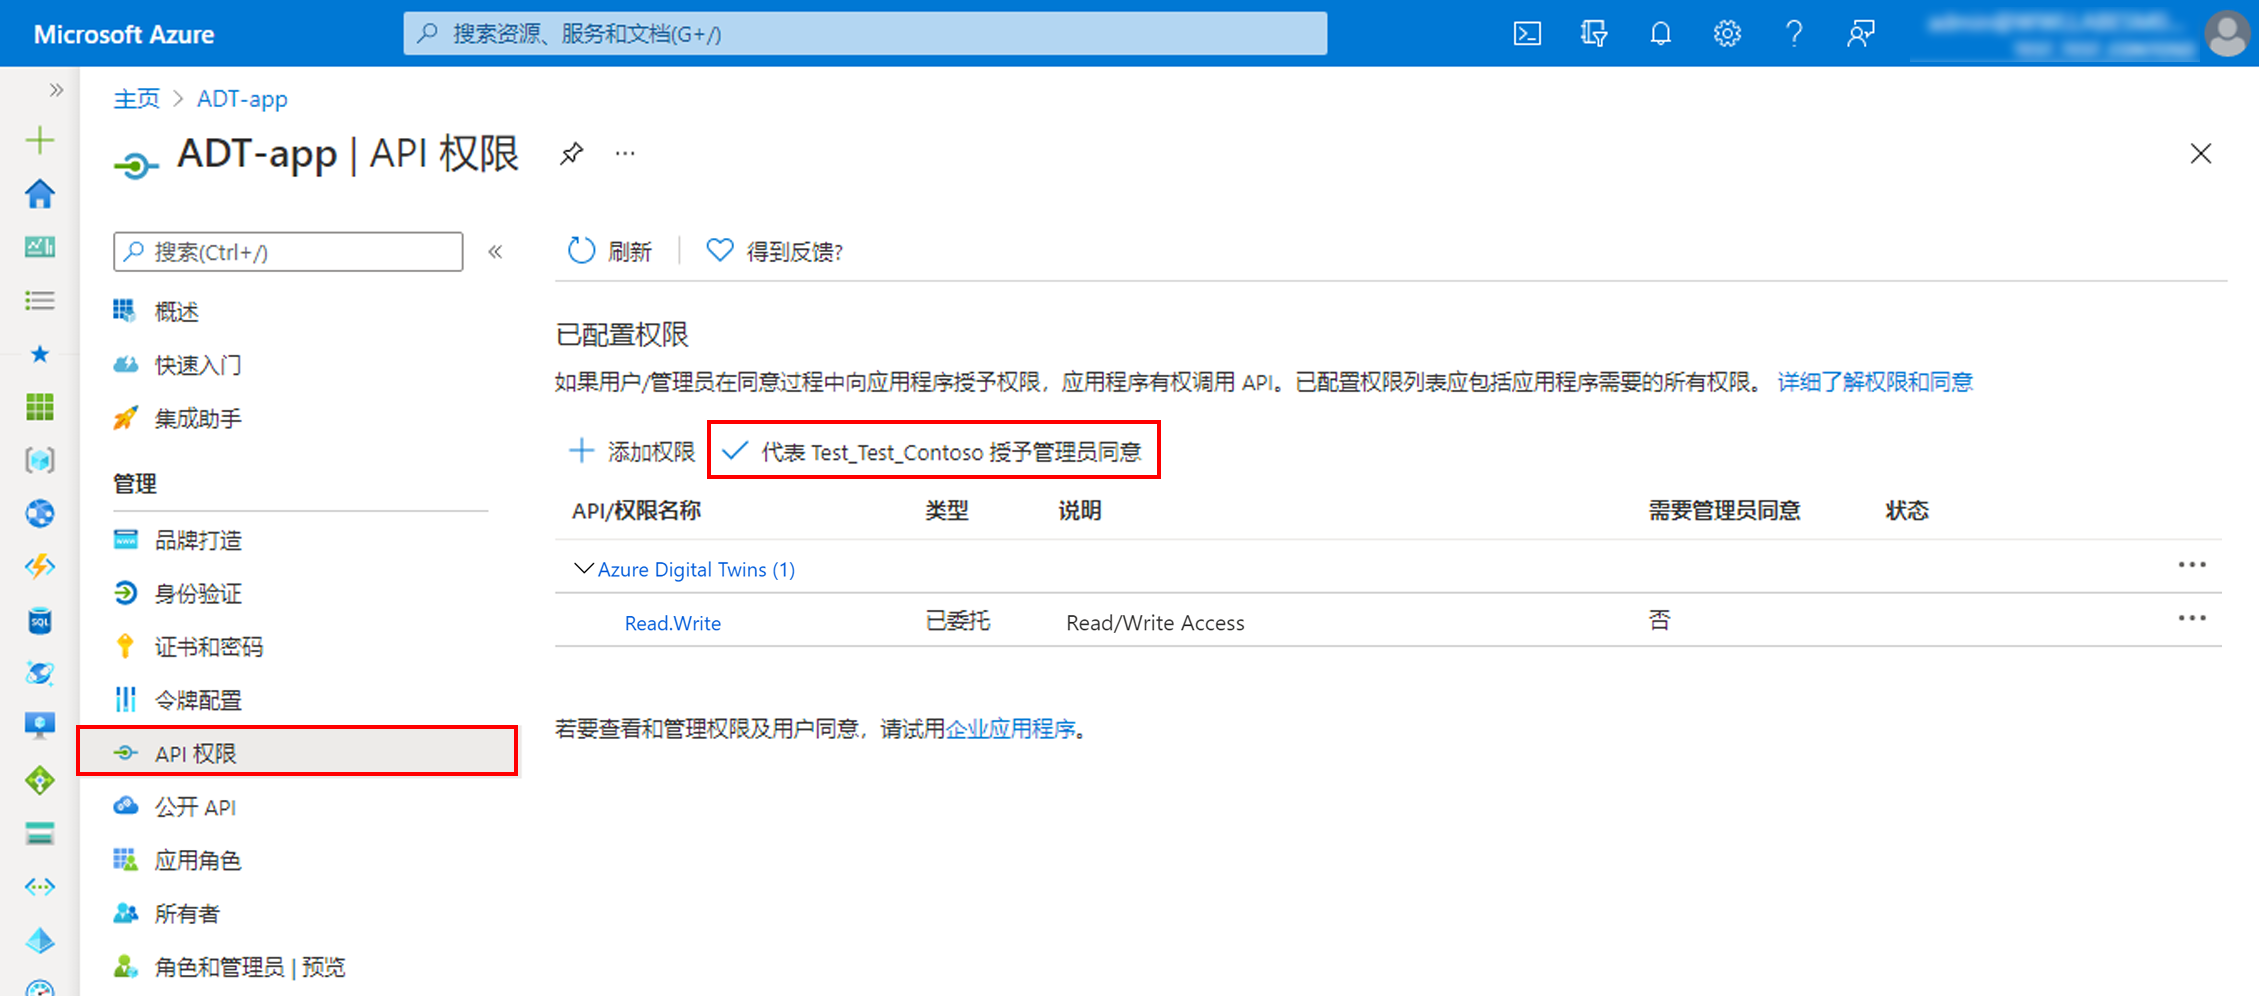 Microsoft Azure
搜索资源、服务和文档(G+/)
主页 > ADT-app
ADT-app | API 权限
搜索(Ctrl+/)
概述
快速入门
集成助手
管理
品牌打造
身份验证
证书和密码
令牌配置
API 权限
公开 API
应用角色
所有者
角色和管理员 | 预览
刷新
得到反馈?
已配置权限
如果用户/管理员在同意过程中向应用程序授予权限，应用程序有权调用 API。已配置权限列表应包括应用程序需要的所有权限。 详细了解权限和同意
添加权限 代表 Test_Test_Contoso 授予管理员同意
API/权限名称 类型 说明 需要管理员同意 状态
Azure Digital Twins (1)
Read.Write 已委托 Read/Write Access 否
若要查看和管理权限及用户同意，请试用企业应用程序。